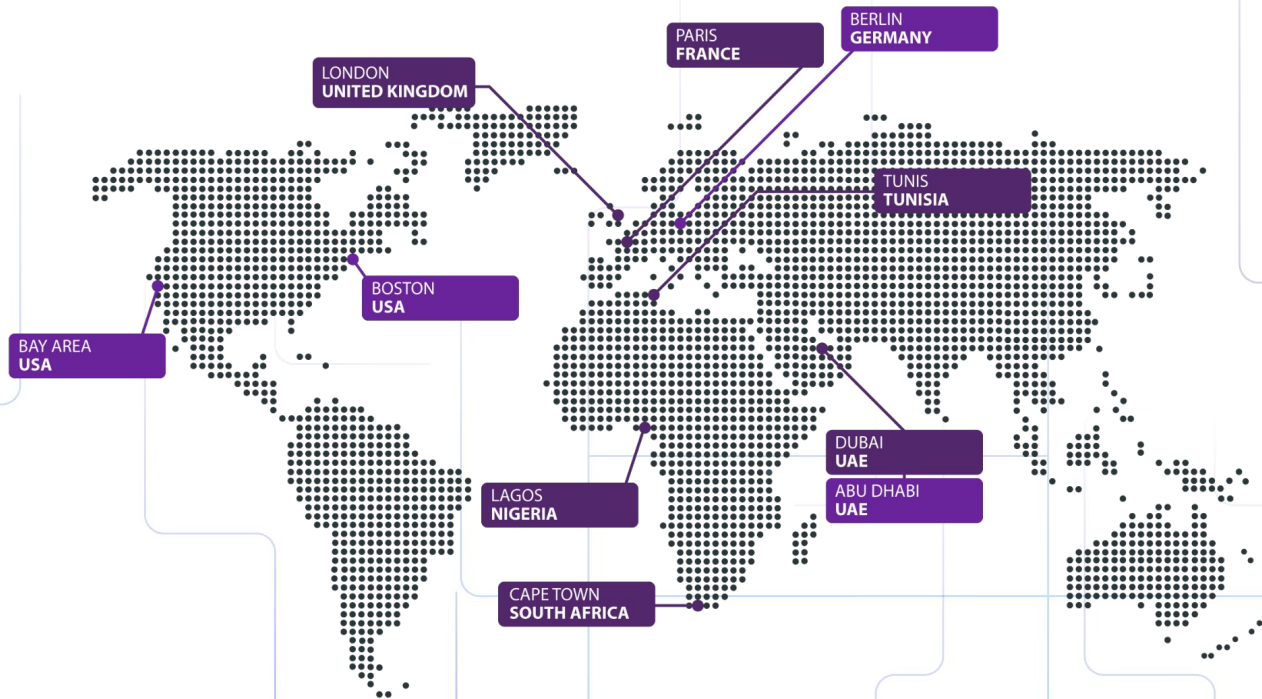 BERLIN
GERMANY
PARIS
FRANCE
LONDON
UNITED KINGDOM
TUNIS
TUNISIA
BOSTON
USA
BAY AREA
USA
DUBAI
UAE
ABU DHABI
UAE
LAGOS
NIGERIA
CAPE TOWN
SOUTH AFRICA